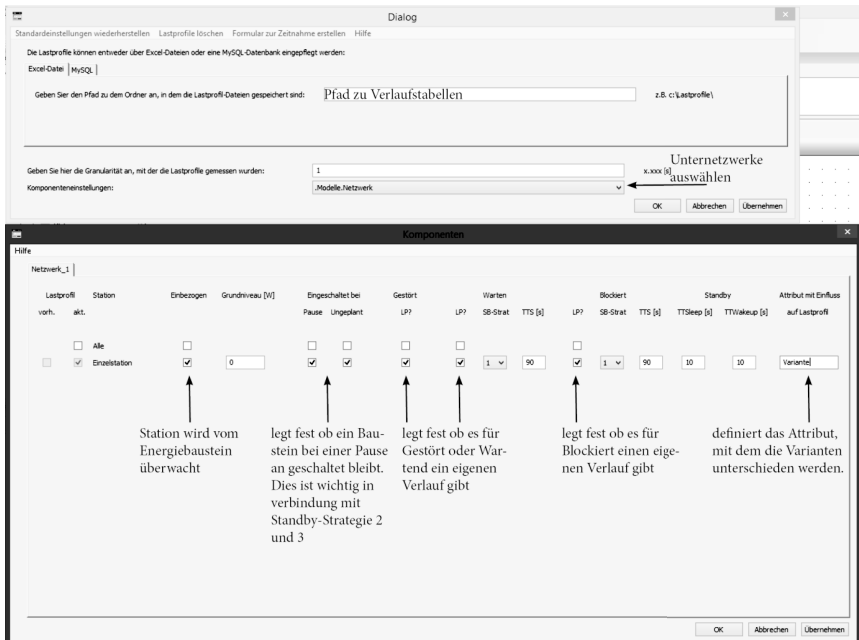 Dialog
Standardeinstellungen wiederherstellen Lastprofile löschen Formular zur Zeitnahme erstellen Hilfe
Die Lastprofile können entweder über Excel-Dateien oder eine MySQL-Datenbank eingepflegt werden:
Excel-Datei MySQL
Geben Sier den Pfad zu dem Ordner an, in dem die Lastprofil-Dateien gespeichert sind: Pfad zu Verlaufstabellen z.B. c:\Lastprofile\
Geben Sie hier die Granularität an, mit der die Lastprofile gemessen wurden: 1 x.xxx [s]
Unternetzwerke
auswählen
Komponenteneinstellungen: .Modelle.Netzwerk
OK Abbrechen Übernehmen
Komponenten
Hilfe
Netzwerk_1
Lastprofil Station Einbezogen Grundniveau [W] Eingeschaltet bei Gestört Warten Blockiert Standby Attribut mit Einfluss
vorh. akt. Pause Ungeplant LP? LP? SB-Strat TTS [s] LP? SB-Strat TTS [s] TTSleep [s] TTWakeup [s] auf Lastprofil
Alle
Einzelstation 0 1 90 1 90 10 10 Variante
Station wird vom
Energiebaustein
überwacht
legt fest ob ein Bau-
stein bei einer Pause
an geschaltet bleibt.
Dies ist wichtig in
verbindung mit
Standby-Strategie 2
und 3
legt fest ob es für
Gestört oder War-
tend ein eigenen
Verlauf gibt
legt fest ob es für
Blockiert einen eige-
nen Verlauf gibt
definiert das Attribut,
mit dem die Varianten
unterschieden werden.
OK Abbrechen Übernehmen